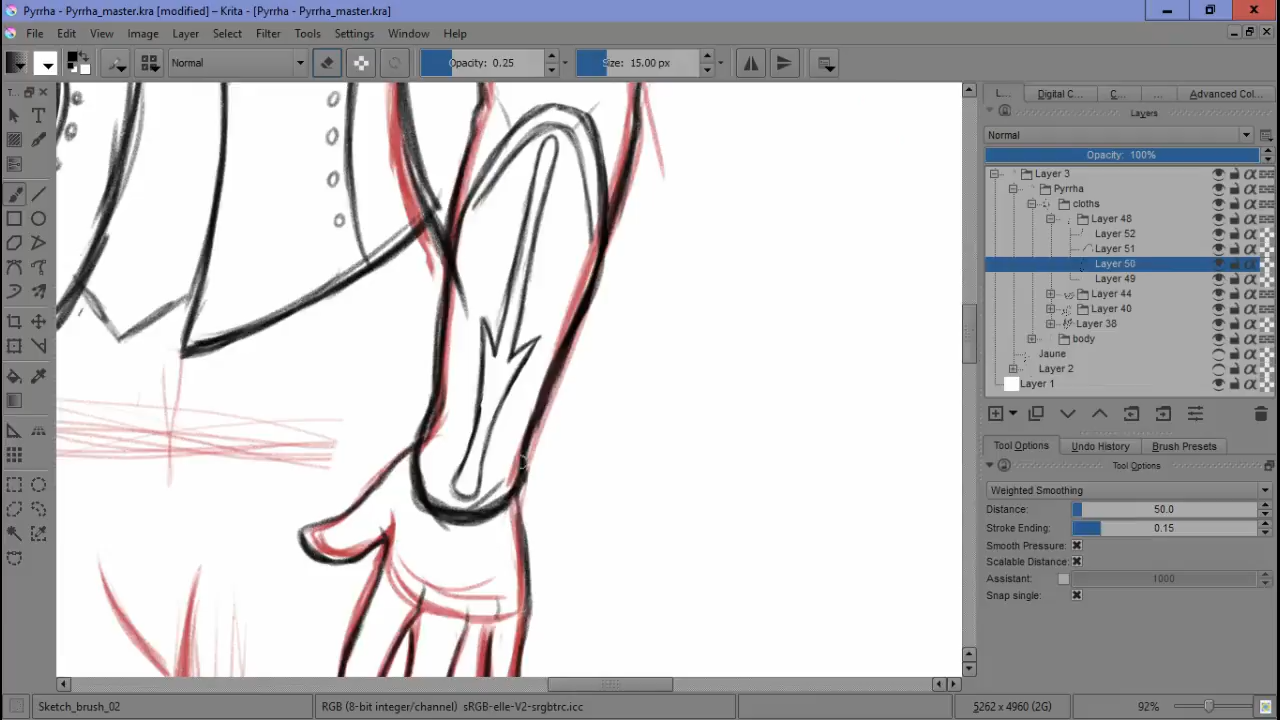 Pyrrha - Pyrrha_master.kra [modified] – Krita - [Pyrrha - Pyrrha_master.kra]
File Edit View Image Layer Select Filter Tools Settings Window Help
Normal Opacity: 0.25 Size: 15.00 px
T... L... Digital C... C... ... Advanced Col...
Layers
Normal
Opacity: 100%
Layer 3
Pyrrha
cloths
Layer 48
Layer 52
Layer 51
Layer 50
Layer 49
Layer 44
Layer 40
Layer 38
body
Jaune
Layer 2
Layer 1
Tool Options Undo History Brush Presets
Tool Options
Weighted Smoothing
Distance: 50.0
Stroke Ending: 0.15
Smooth Pressure:
Scalable Distance:
Assistant: 1000
Snap single:
Sketch_brush_02 RGB (8-bit integer/channel) sRGB-elle-V2-srgbtrc.icc 5262 x 4960 (2G) 92%